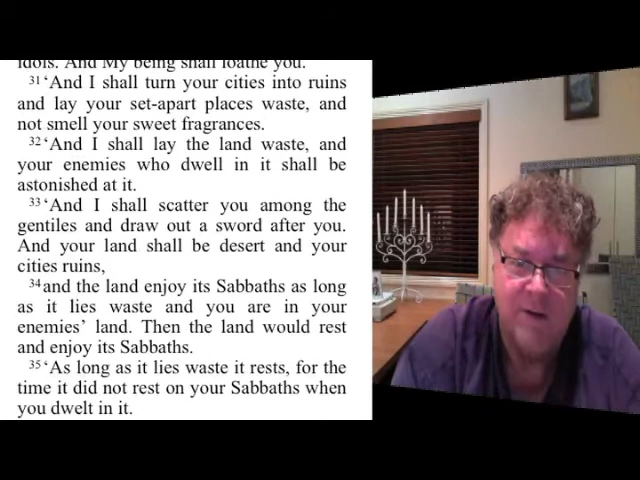 idols. And My being shall loathe you.
31‘And I shall turn your cities into ruins
and lay your set-apart places waste, and
not smell your sweet fragrances.
32‘And I shall lay the land waste, and
your enemies who dwell in it shall be
astonished at it.
33‘And I shall scatter you among the
gentiles and draw out a sword after you.
And your land shall be desert and your
cities ruins,
34and the land enjoy its Sabbaths as long
as it lies waste and you are in your
enemies’ land. Then the land would rest
and enjoy its Sabbaths.
35‘As long as it lies waste it rests, for the
time it did not rest on your Sabbaths when
you dwelt in it.